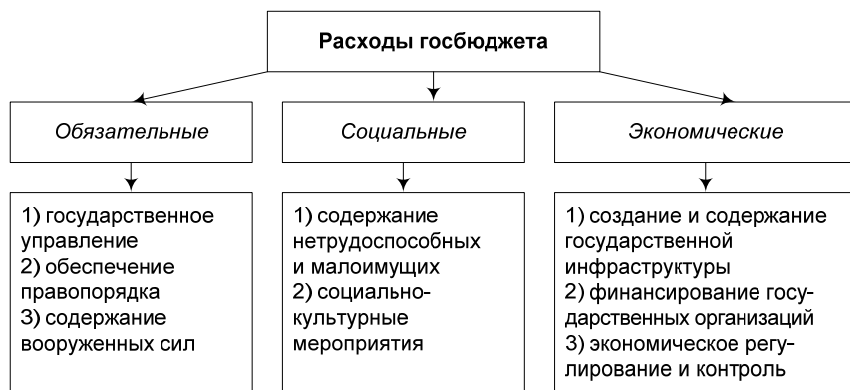 Расходы госбюджета
Обязательные
Социальные
Экономические
1) государственное
управление
2) обеспечение
правопорядка
3) содержание
вооруженных сил
1) содержание
нетрудоспособных
и малоимущих
2) социально-
культурные
мероприятия
1) создание и содержание
государственной
инфраструктуры
2) финансирование госу-
дарственных организаций
3) экономическое регу-
лирование и контроль